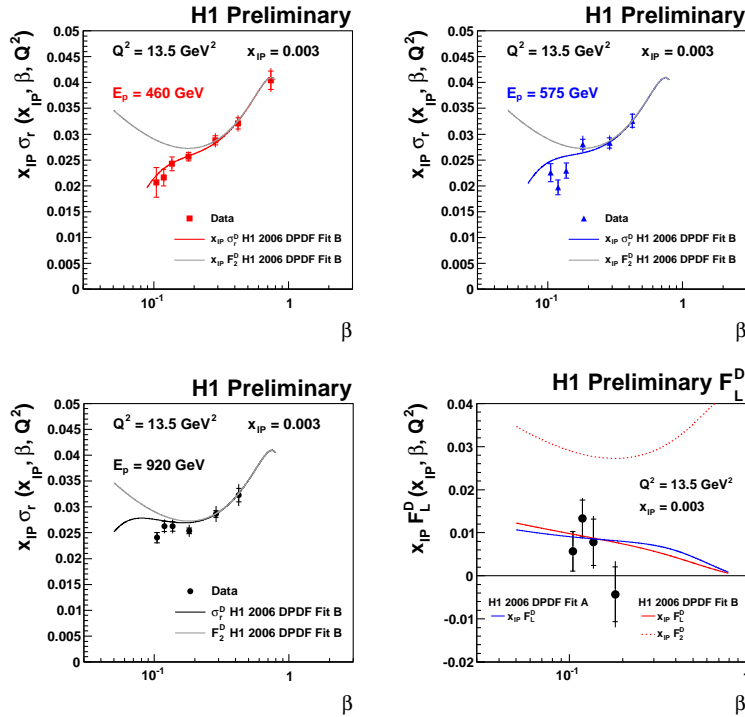 H1 Preliminary
x_IP σ_r (x_IP, β, Q²)
0.05
0.045
0.04
0.035
0.03
0.025
0.02
0.015
0.01
0.005
0
Q² = 13.5 GeV²    x_IP = 0.003
E_p = 460 GeV
Data
x_IP σ_r^D H1 2006 DPDF Fit B
x_IP F_2^D H1 2006 DPDF Fit B
10⁻¹    1
β
H1 Preliminary
x_IP σ_r (x_IP, β, Q²)
0.05
0.045
0.04
0.035
0.03
0.025
0.02
0.015
0.01
0.005
0
Q² = 13.5 GeV²    x_IP = 0.003
E_p = 575 GeV
Data
x_IP σ_r^D H1 2006 DPDF Fit B
x_IP F_2^D H1 2006 DPDF Fit B
10⁻¹    1
β
H1 Preliminary
x_IP σ_r (x_IP, β, Q²)
0.05
0.045
0.04
0.035
0.03
0.025
0.02
0.015
0.01
0.005
0
Q² = 13.5 GeV²    x_IP = 0.003
E_p = 920 GeV
Data
σ_r^D H1 2006 DPDF Fit B
F_2^D H1 2006 DPDF Fit B
10⁻¹    1
β
H1 Preliminary F_L^D
x_IP F_L^D (x_IP, β, Q²)
0.04
0.03
0.02
0.01
0
-0.01
-0.02
Q² = 13.5 GeV²
x_IP = 0.003
H1 2006 DPDF Fit A    H1 2006 DPDF Fit B
x_IP F_L^D    x_IP F_L^D
x_IP F_2^D
10⁻¹    1
β